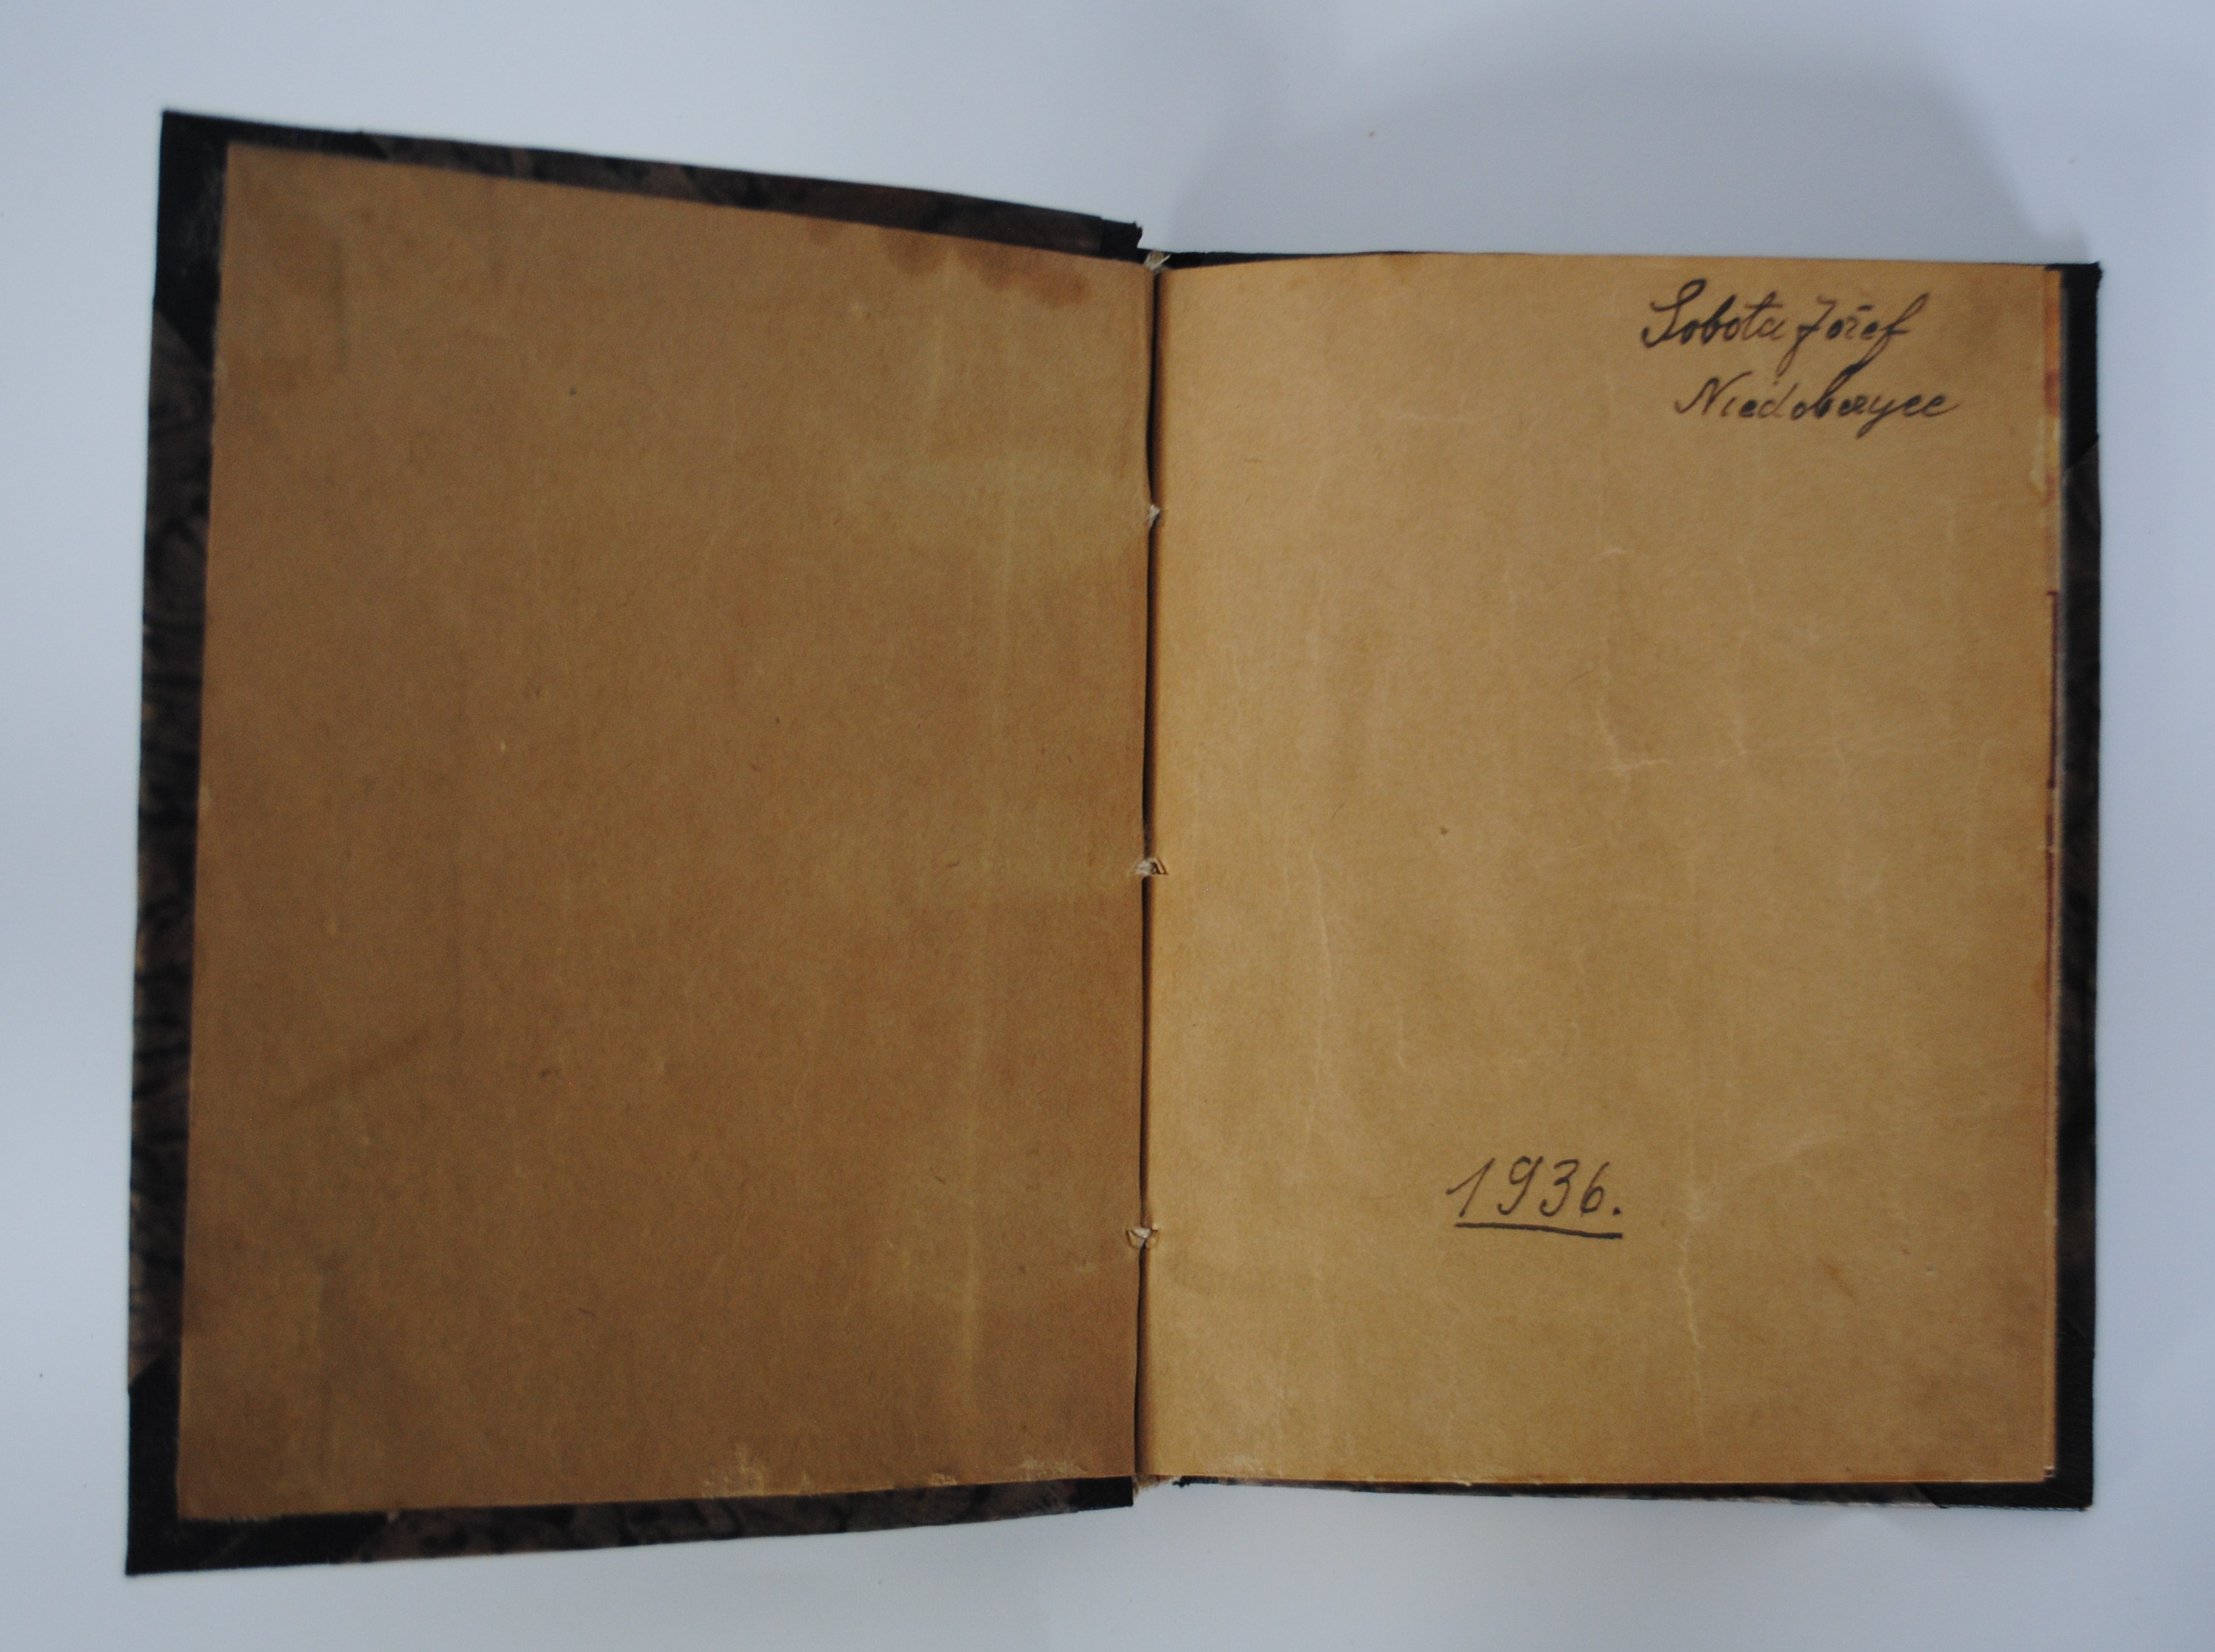 Sobota Józef
Niedobczyce
1936.